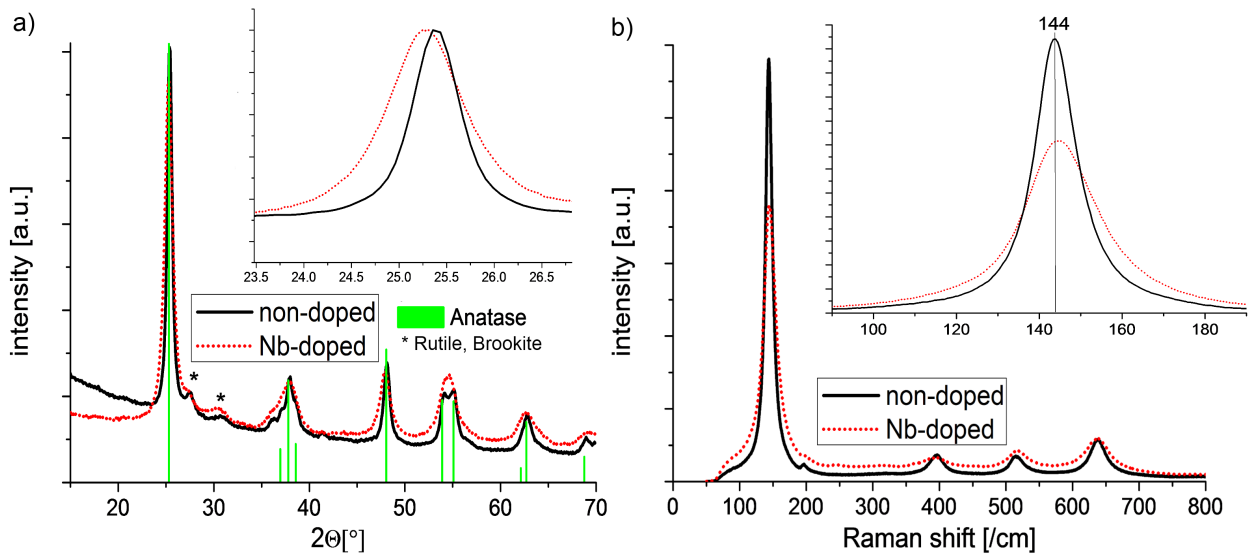 a)
intensity [a.u.]
23.5 24.0 24.5 25.0 25.5 26.0 26.5
non-doped
Nb-doped
Anatase
* Rutile, Brookite
*
*
20 30 40 50 60 70
2Θ[°]
b)
intensity [a.u.]
144
100 120 140 160 180
non-doped
Nb-doped
0 100 200 300 400 500 600 700 800
Raman shift [/cm]